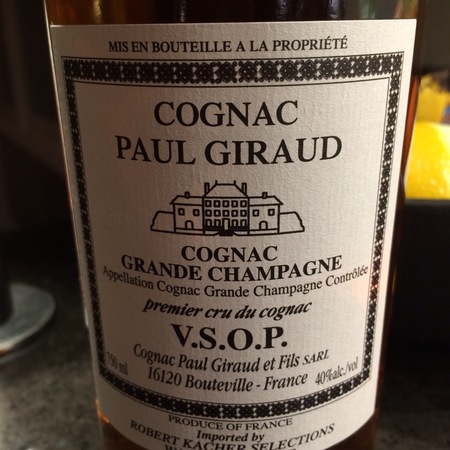 MIS EN BOUTEILLE A LA PROPRIÉTÉ
COGNAC
PAUL GIRAUD
COGNAC
GRANDE CHAMPAGNE
Appellation Cognac Grande Champagne Contrôlée
premier cru du cognac
V.S.O.P.
Cognac Paul Giraud et Fils SARL
750 ml 16120 Bouteville - France 40%alc./vol
PRODUCE OF FRANCE
Imported by
ROBERT KACHER SELECTIONS